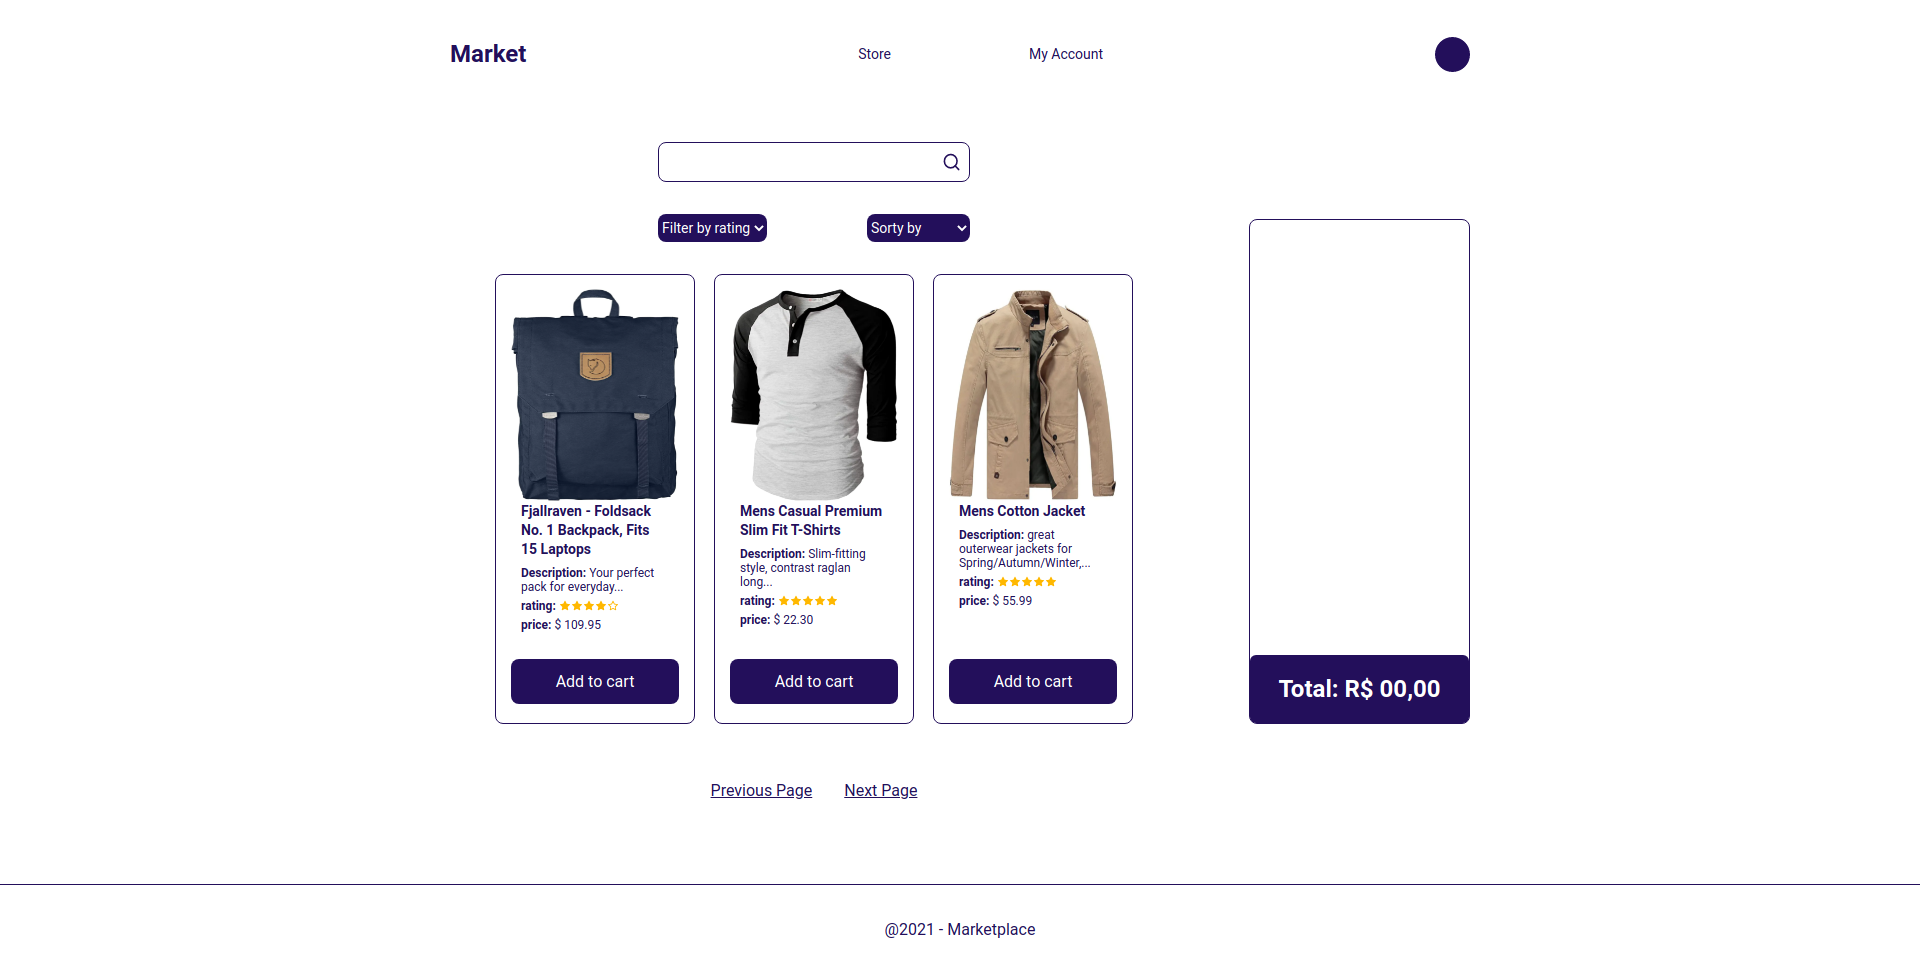 Market
Store
My Account
Filter by rating
Sorty by
Fjallraven - Foldsack
No. 1 Backpack, Fits
15 Laptops
Description: Your perfect
pack for everyday...
rating:
price: $ 109.95
Add to cart
Mens Casual Premium
Slim Fit T-Shirts
Description: Slim-fitting
style, contrast raglan
long...
rating:
price: $ 22.30
Add to cart
Mens Cotton Jacket
Description: great
outerwear jackets for
Spring/Autumn/Winter,...
rating:
price: $ 55.99
Add to cart
Total: R$ 00,00
Previous Page
Next Page
@2021 - Marketplace